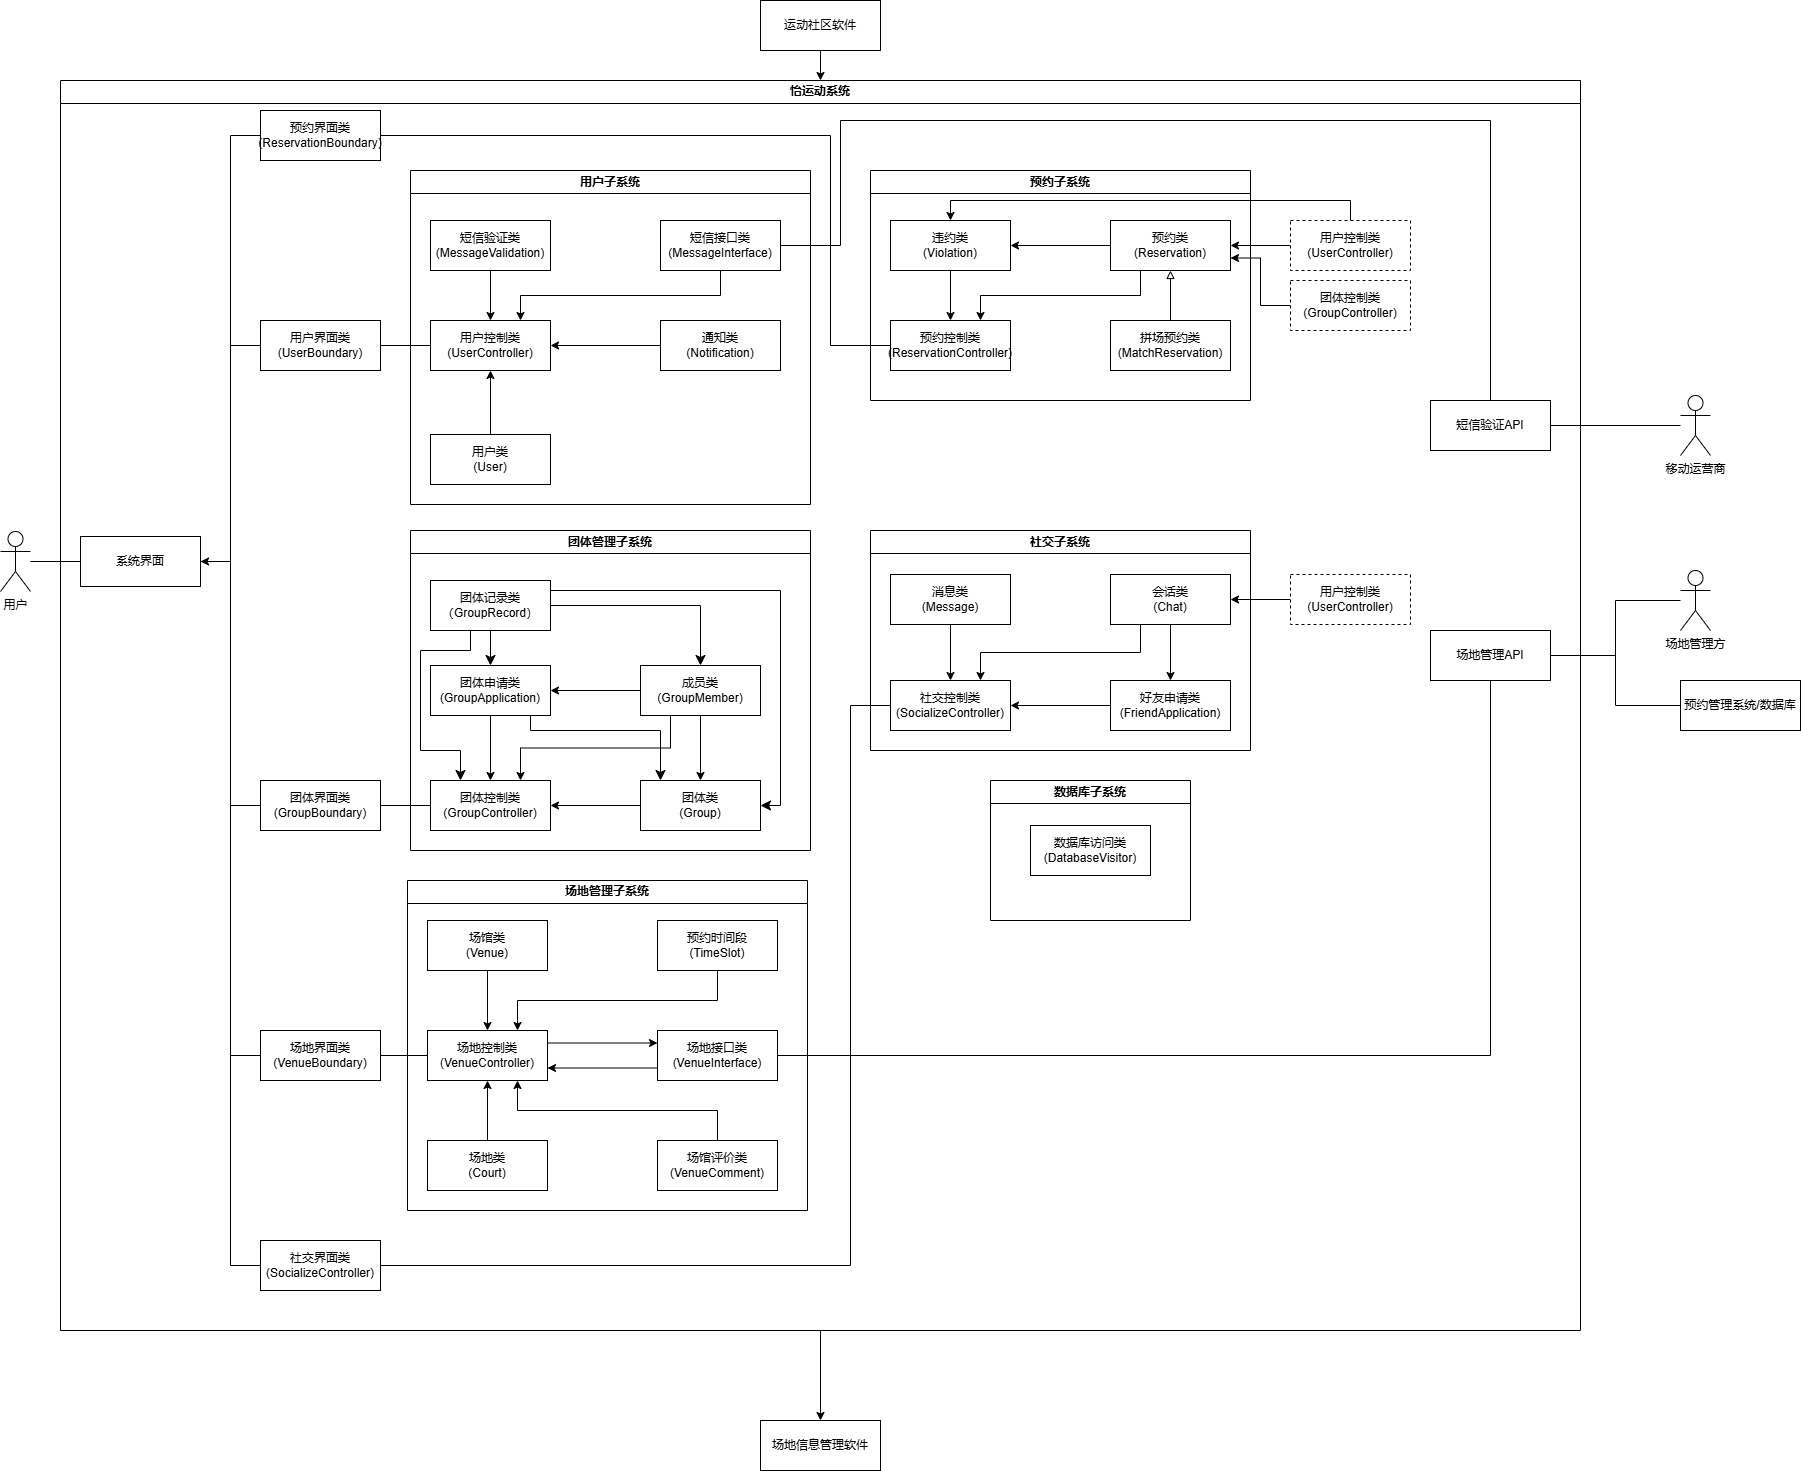 运动社区软件
怡运动系统
预约界面类
(ReservationBoundary)
用户子系统
短信验证类
(MessageValidation)
短信接口类
(MessageInterface)
用户界面类
(UserBoundary)
用户控制类
(UserController)
通知类
(Notification)
用户类
(User)
预约子系统
违约类
(Violation)
预约类
(Reservation)
用户控制类
(UserController)
团体控制类
(GroupController)
预约控制类
(ReservationController)
拼场预约类
(MatchReservation)
短信验证API
移动运营商
用户
系统界面
团体管理子系统
团体记录类
（GroupRecord）
团体申请类
(GroupApplication)
成员类
(GroupMember)
团体界面类
(GroupBoundary)
团体控制类
(GroupController)
团体类
(Group)
社交子系统
消息类
(Message)
会话类
(Chat)
用户控制类
(UserController)
社交控制类
(SocializeController)
好友申请类
(FriendApplication)
场地管理API
场地管理方
预约管理系统/数据库
数据库子系统
数据库访问类
(DatabaseVisitor)
场地管理子系统
场馆类
(Venue)
预约时间段
(TimeSlot)
场地界面类
(VenueBoundary)
场地控制类
(VenueController)
场地接口类
(VenueInterface)
场地类
(Court)
场馆评价类
(VenueComment)
社交界面类
(SocializeController)
场地信息管理软件